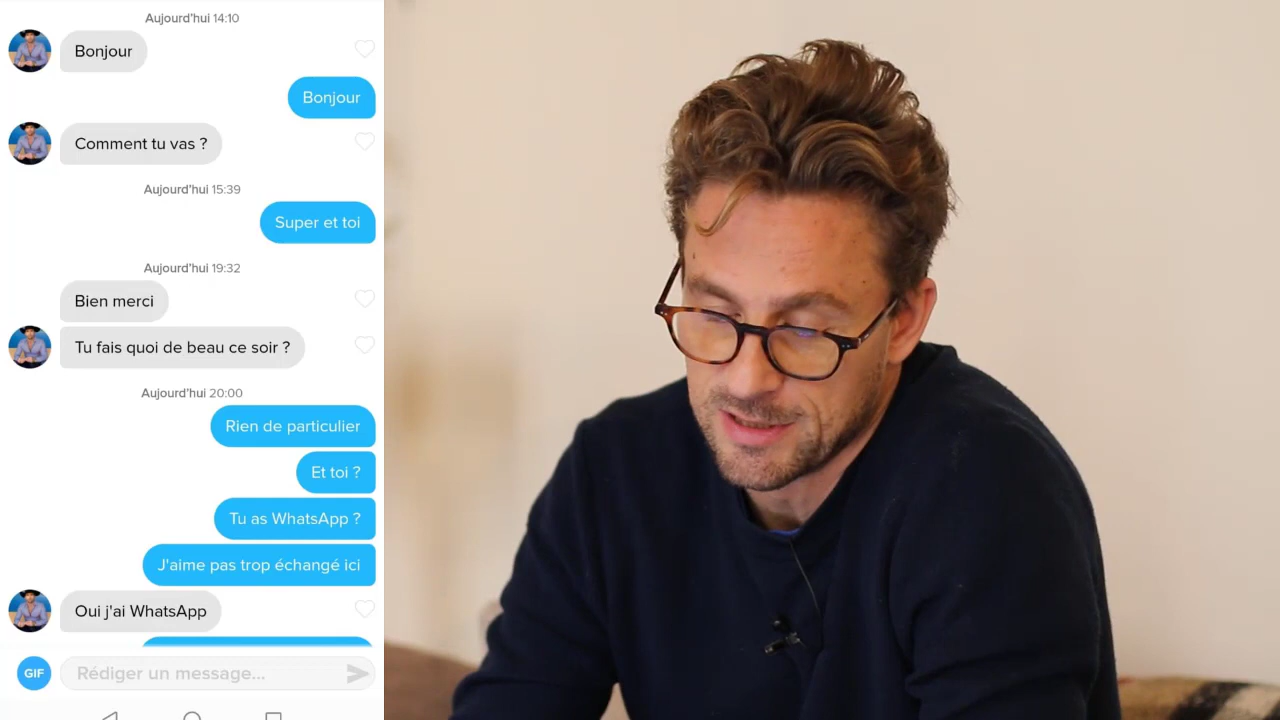 Aujourd'hui 14:10
Bonjour
Bonjour
Comment tu vas ?
Aujourd'hui 15:39
Super et toi
Aujourd'hui 19:32
Bien merci
Tu fais quoi de beau ce soir ?
Aujourd'hui 20:00
Rien de particulier
Et toi ?
Tu as WhatsApp ?
J'aime pas trop échangé ici
Oui j'ai WhatsApp
GIF
Rédiger un message...